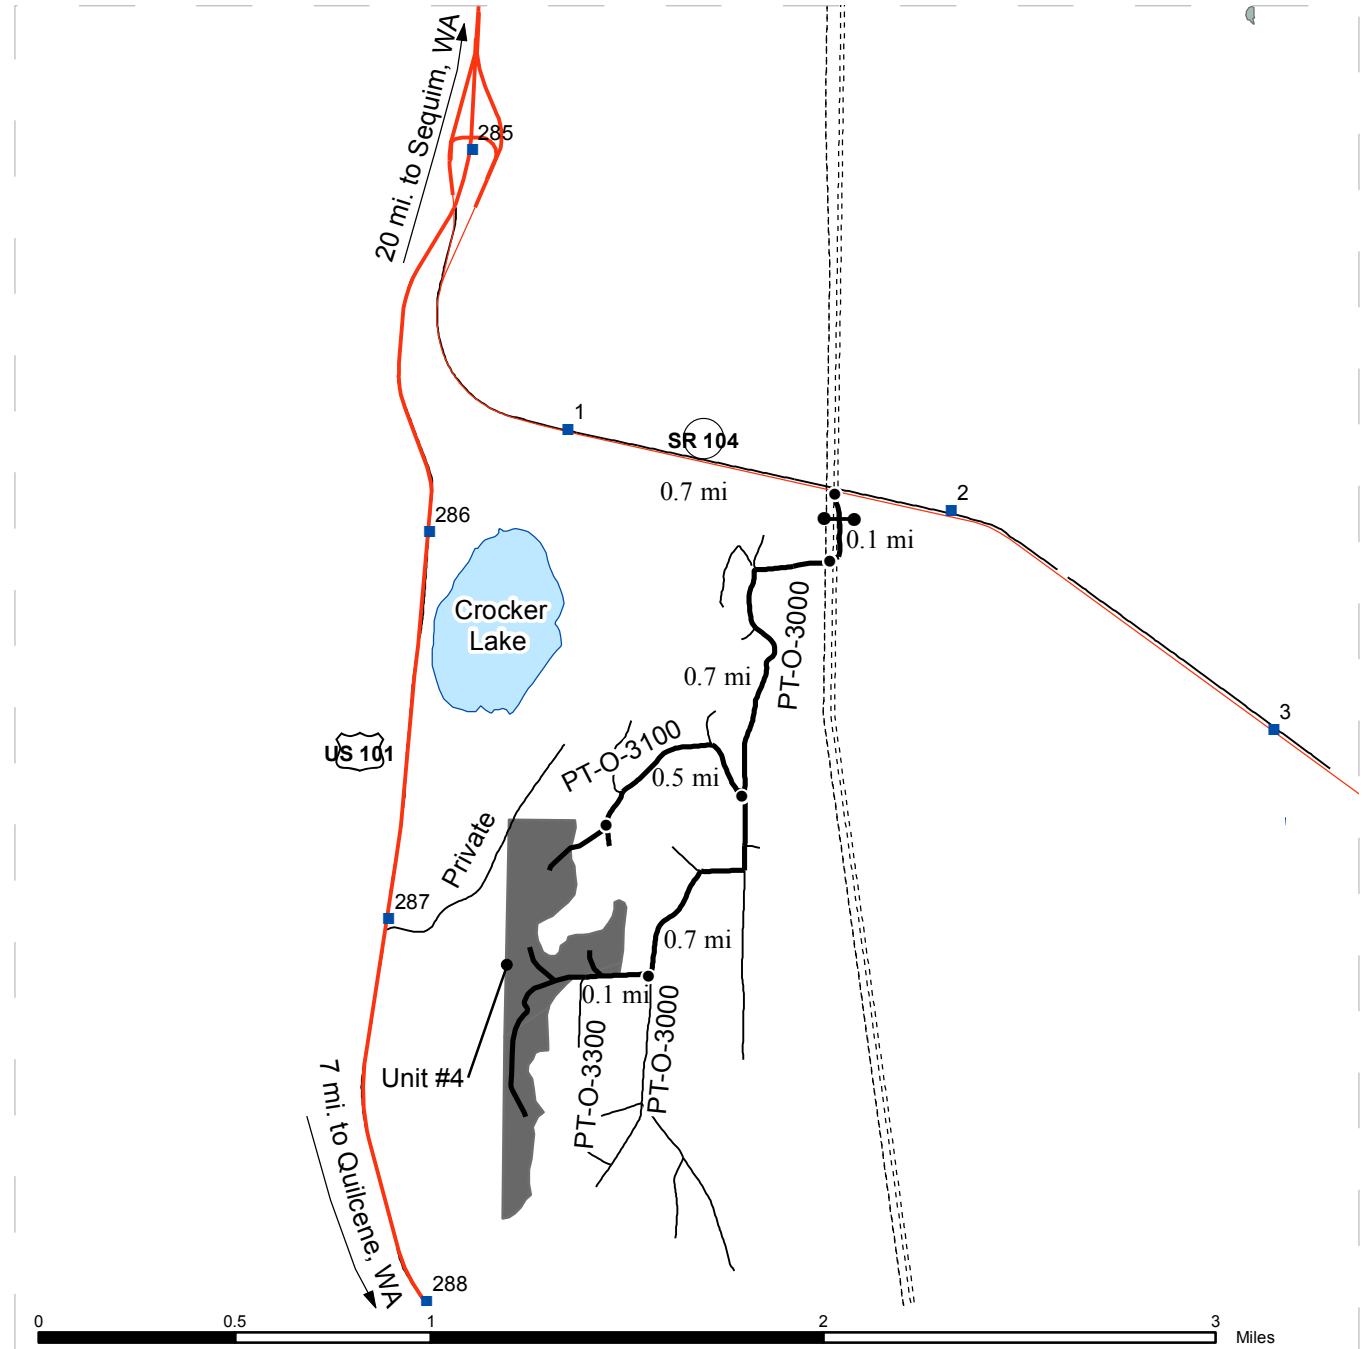 20 mi. to Sequim, WA
285
1
SR 104
0.7 mi
2
286
0.1 mi
Crocker
Lake
PT-O-3000
0.7 mi
3
US 101
PT-O-3100
0.5 mi
Private
287
0.7 mi
0.1 mi
PT-O-3300
PT-O-3000
Unit #4
7 mi. to Quilcene, WA
288
0 0.5 1 2 3
Miles